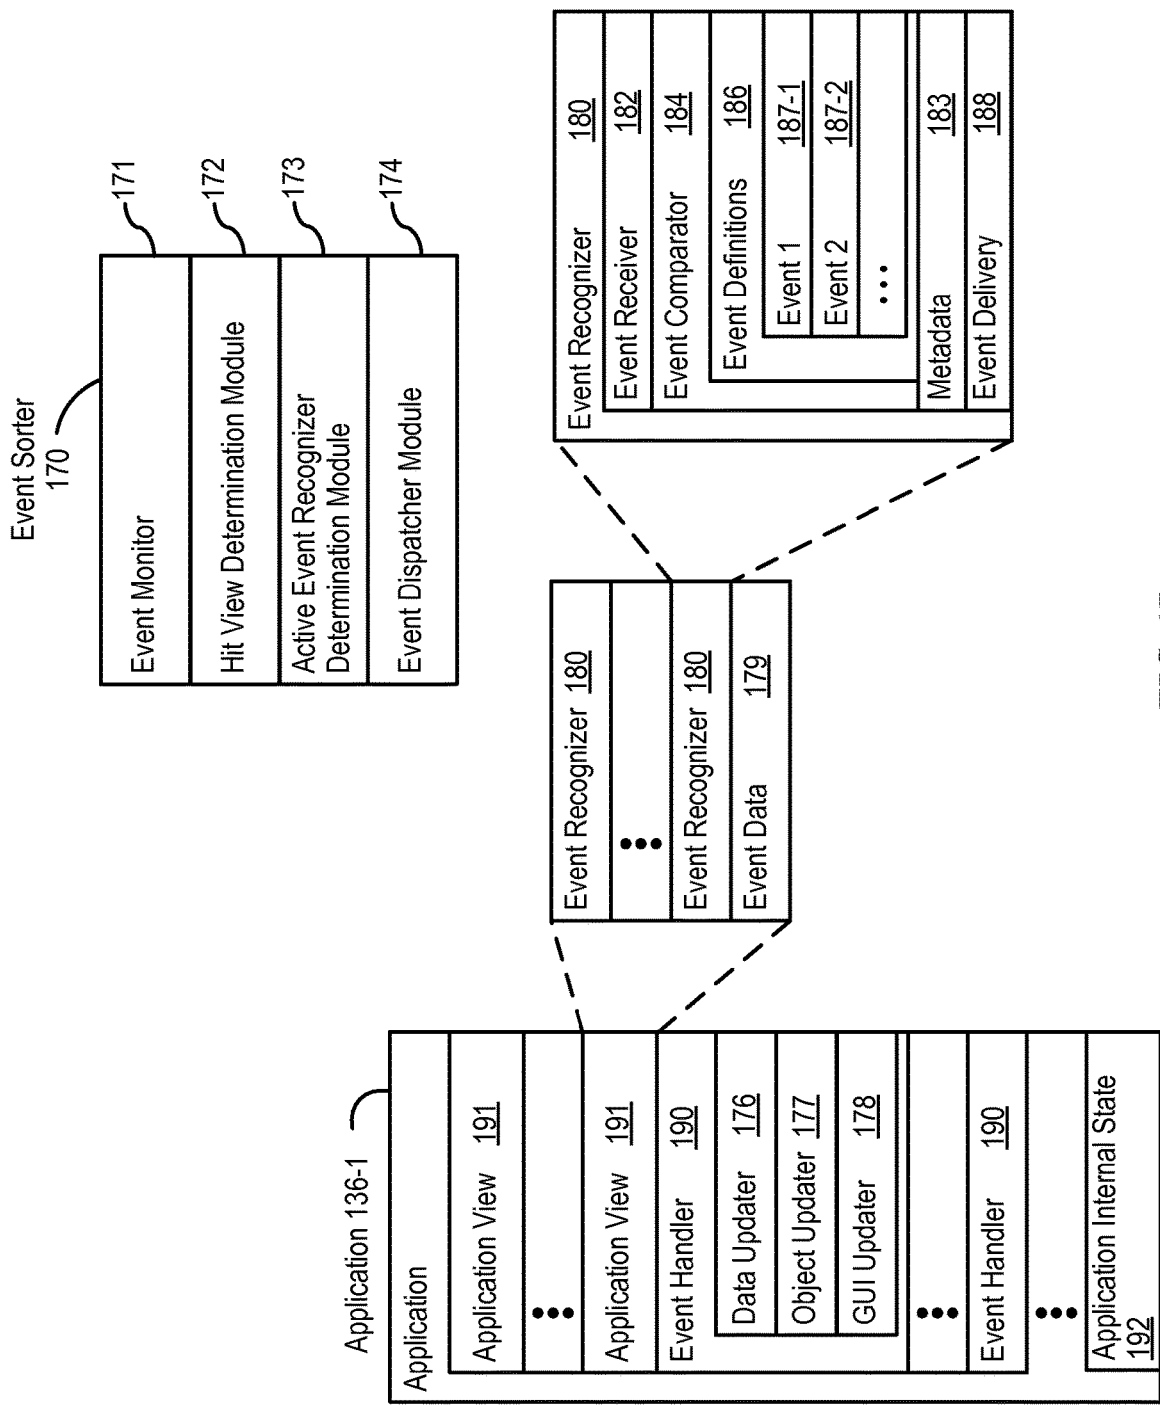 Event Sorter
170
Event Monitor
171
Hit View Determination Module
172
Active Event Recognizer
Determination Module
173
Event Dispatcher Module
174
Application 136-1
Application
Application View 191
Application View 191
Event Handler 190
Data Updater 176
Object Updater 177
GUI Updater 178
Event Handler 190
Application Internal State
192
Event Recognizer 180
Event Recognizer 180
Event Data 179
Event Recognizer 180
Event Receiver 182
Event Comparator 184
Event Definitions 186
Event 1 187-1
Event 2 187-2
Metadata 183
Event Delivery 188